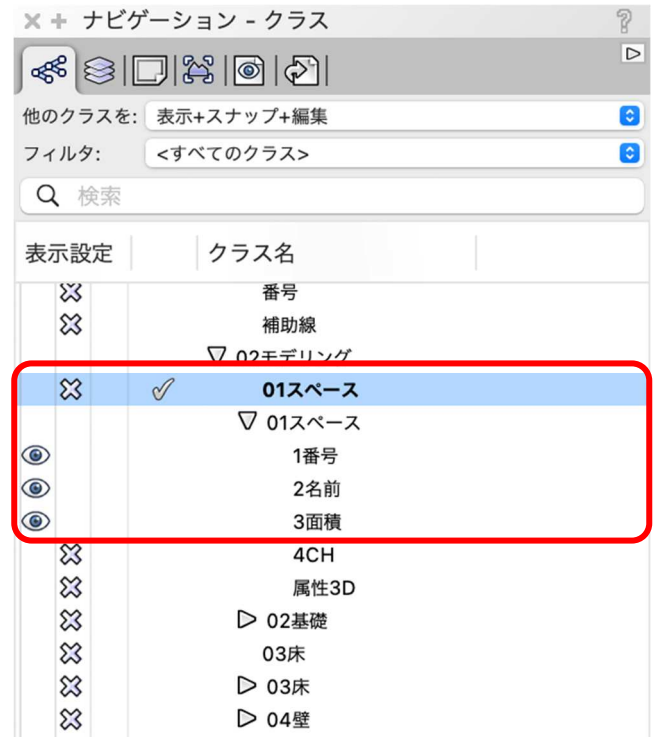 ナビゲーション - クラス
他のクラスを: 表示+スナップ+編集
フィルタ: <すべてのクラス>
検索
表示設定 クラス名
番号
補助線
02モデリング
01スペース
01スペース
1番号
2名前
3面積
4CH
属性3D
02基礎
03床
03床
04壁